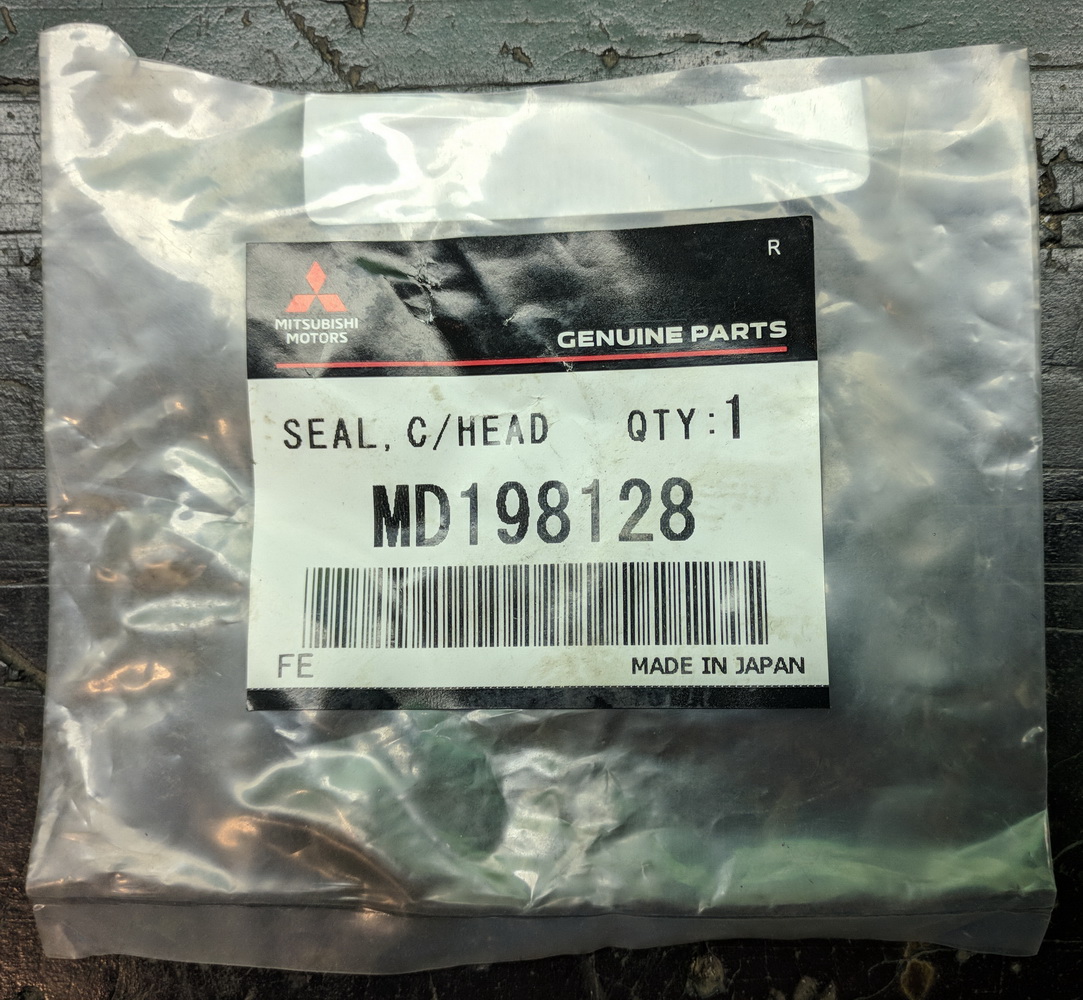 R
MITSUBISHI
MOTORS
GENUINE PARTS
SEAL, C/HEAD QTY:1
MD198128
FE MADE IN JAPAN